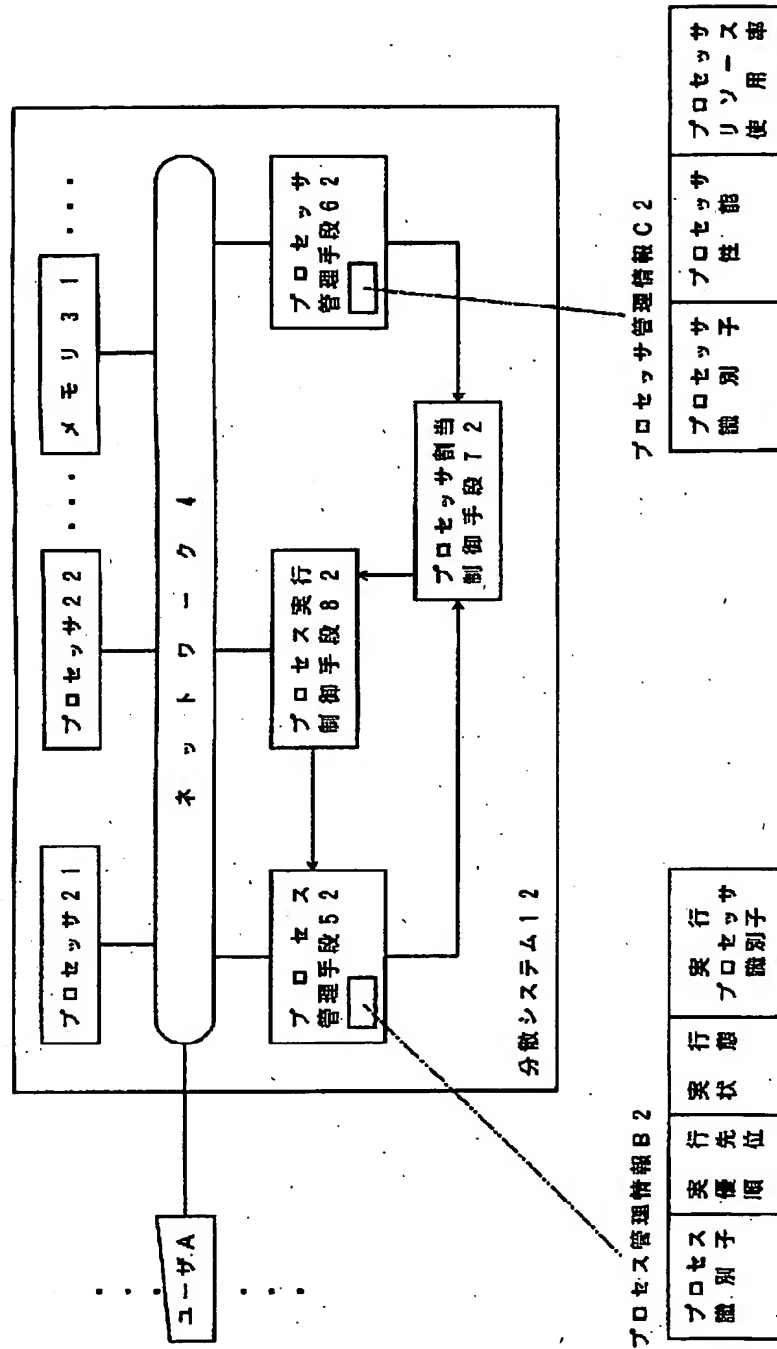 ユーザA
プロセッサ21
プロセッサ22
メモリ31
ネットワーク 4
プロセス
管理手段52
プロセス実行
制御手段82
プロセッサ
管理手段62
プロセッサ割当
制御手段72
分散システム12
プロセス管理情報B2
プロセス
識別子
実行
優先
順位
実行
状態
実行
プロセッサ
識別子
プロセッサ管理情報C2
プロセッサ
識別子
プロセッサ
性能
プロセッサ
リソース
使用率